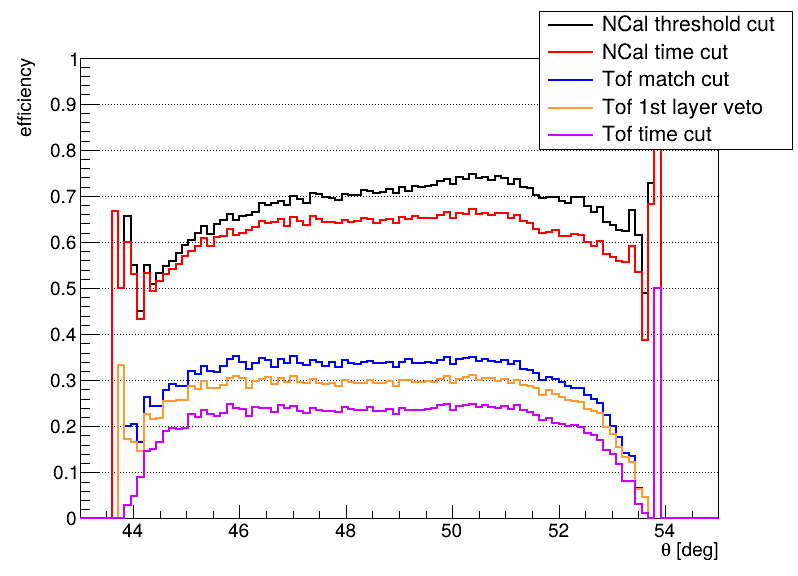 NCal threshold cut
NCal time cut
Tof match cut
Tof 1st layer veto
Tof time cut
efficiency
1
0.9
0.8
0.7
0.6
0.5
0.4
0.3
0.2
0.1
0
44 46 48 50 52 54
θ [deg]